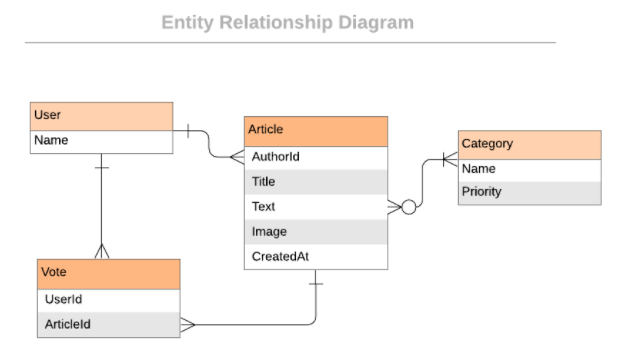 Entity Relationship Diagram
User
Name
Article
AuthorId
Title
Text
Image
CreatedAt
Category
Name
Priority
Vote
UserId
ArticleId